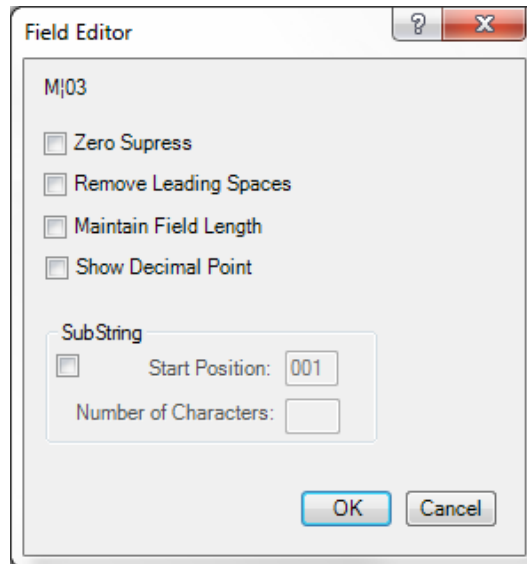 Field Editor
M¦03
Zero Supress
Remove Leading Spaces
Maintain Field Length
Show Decimal Point
SubString
Start Position: 001
Number of Characters:
OK Cancel